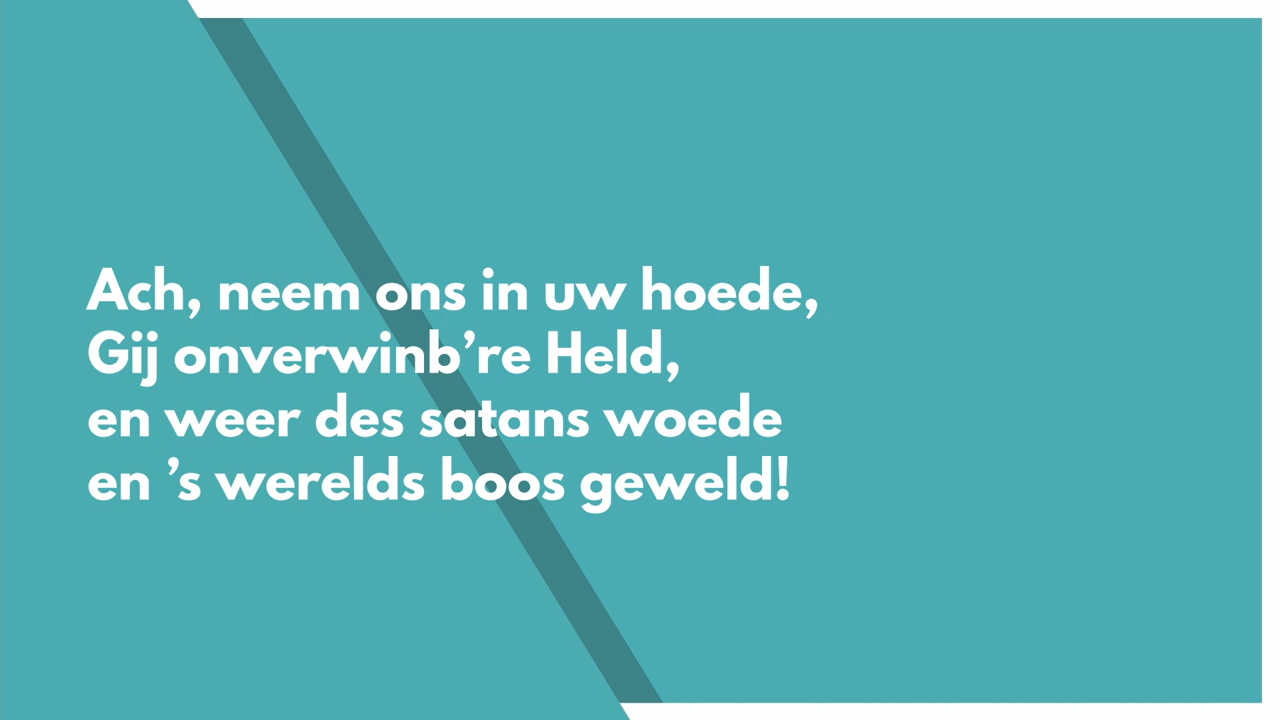 Ach, neem ons in uw hoede,
Gij onverwinb’re Held,
en weer des satans woede
en ’s werelds boos geweld!